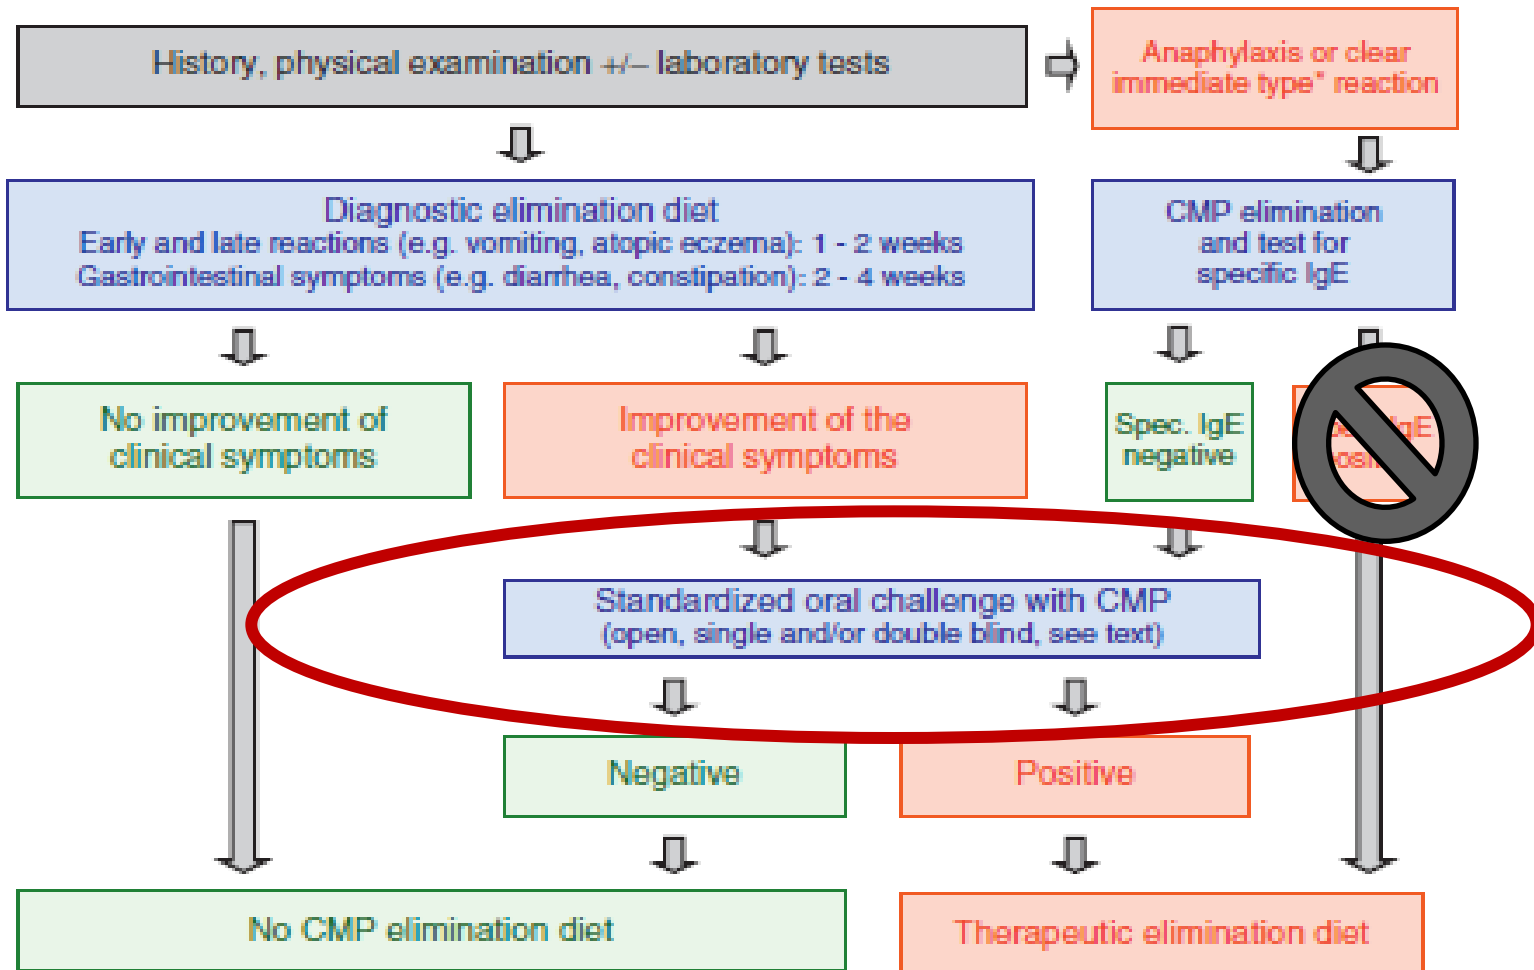 History, physical examination +/– laboratory tests
Anaphylaxis or clear
immediate type* reaction
Diagnostic elimination diet
Early and late reactions (e.g. vomiting, atopic eczema): 1 - 2 weeks
Gastrointestinal symptoms (e.g. diarrhea, constipation): 2 - 4 weeks
CMP elimination
and test for
specific IgE
No improvement of
clinical symptoms
Improvement of the
clinical symptoms
Spec. IgE
negative
IgE
Standardized oral challenge with CMP
(open, single and/or double blind, see text)
Negative
Positive
No CMP elimination diet
Therapeutic elimination diet